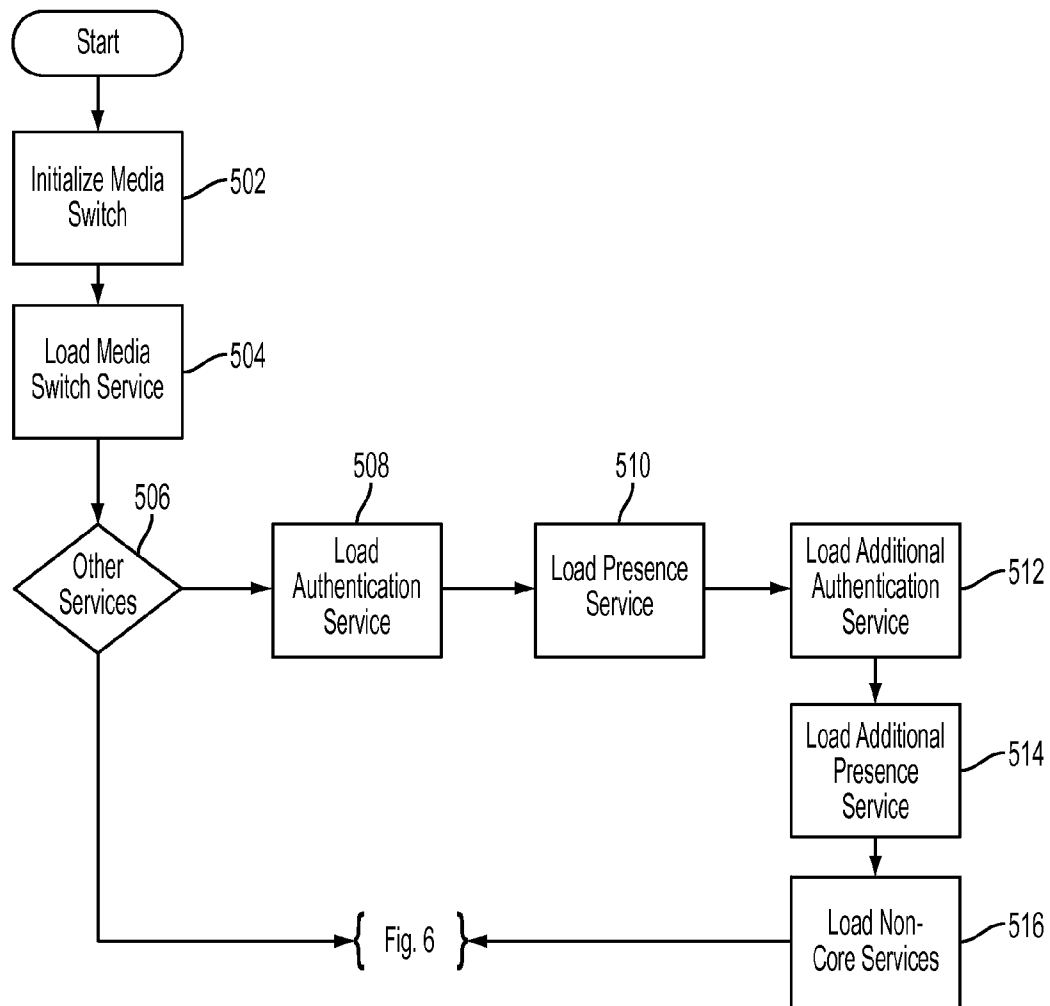 Start
Initialize Media
Switch
502
Load Media
Switch Service
504
506
Other
Services
508
Load
Authentication
Service
510
Load Presence
Service
Load Additional
Authentication
Service
512
Load Additional
Presence
Service
514
Load Non-
Core Services
516
{ Fig. 6 }